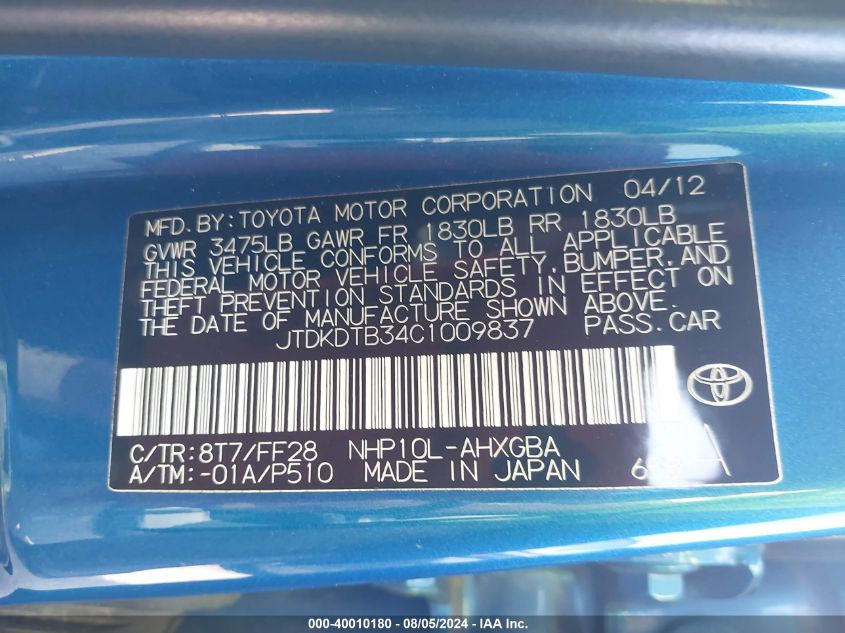 MFD. BY: TOYOTA MOTOR CORPORATION 04/12
GVWR 3475LB GAWR FR 1830LB RR 1830LB
THIS VEHICLE CONFORMS TO ALL APPLICABLE
FEDERAL MOTOR VEHICLE SAFETY, BUMPER, AND
THEFT PREVENTION STANDARDS IN EFFECT ON
THE DATE OF MANUFACTURE SHOWN ABOVE.
JTDKDTB34C1009837 PASS. CAR
C/TR: 8T7/FF28 NHP10L-AHXGBA
A/TM: -01A/P510 MADE IN JAPAN
000-40010180 - 08/05/2024 - IAA Inc.